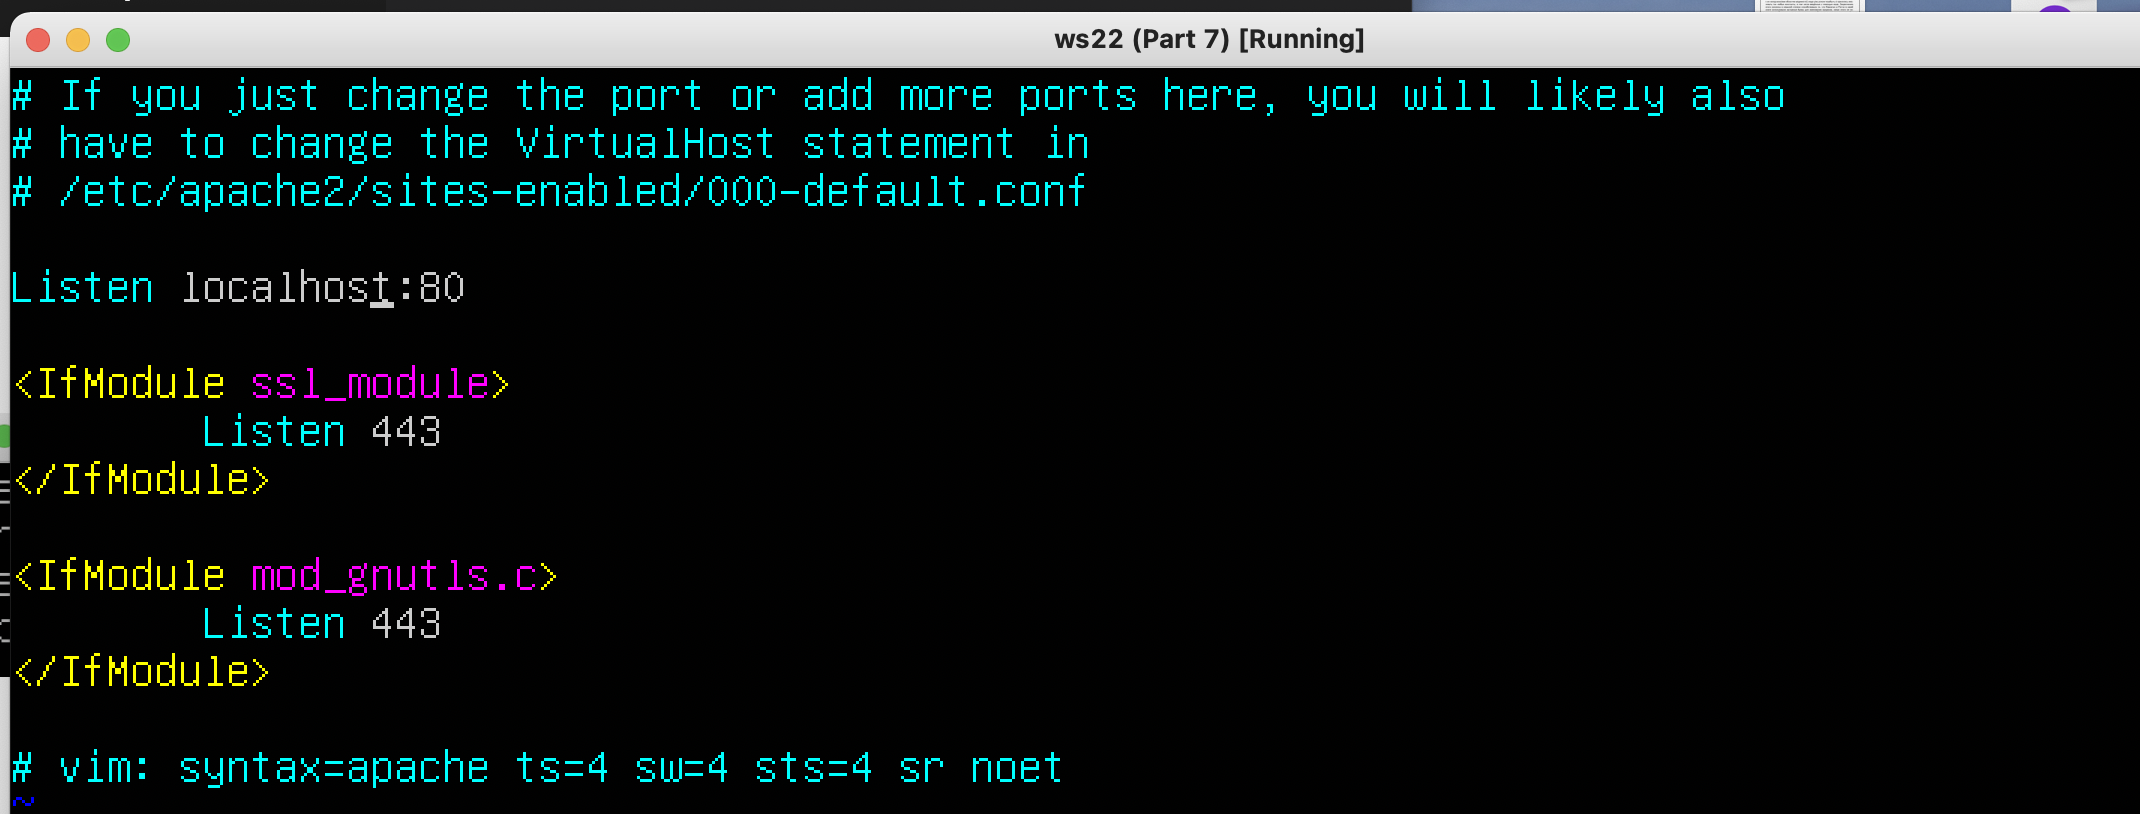 ws22 (Part 7) [Running]
# If you just change the port or add more ports here, you will likely also
# have to change the VirtualHost statement in
# /etc/apache2/sites-enabled/000-default.conf
Listen localhost:80
<IfModule ssl_module>
Listen 443
</IfModule>
<IfModule mod_gnutls.c>
Listen 443
</IfModule>
# vim: syntax=apache ts=4 sw=4 sts=4 sr noet
~